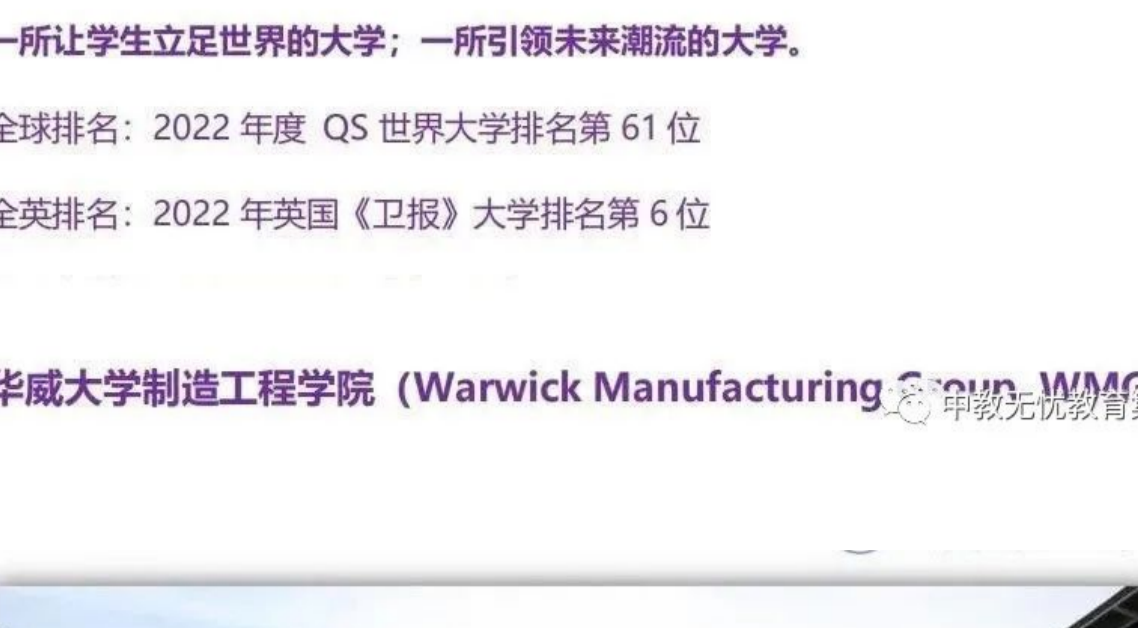 一所让学生立足世界的大学；一所引领未来潮流的大学。
全球排名：2022 年度 QS 世界大学排名第 61 位
全英排名：2022 年英国《卫报》大学排名第 6 位
华威大学制造工程学院（Warwick Manufacturing Group, WMG
申教无忧教育